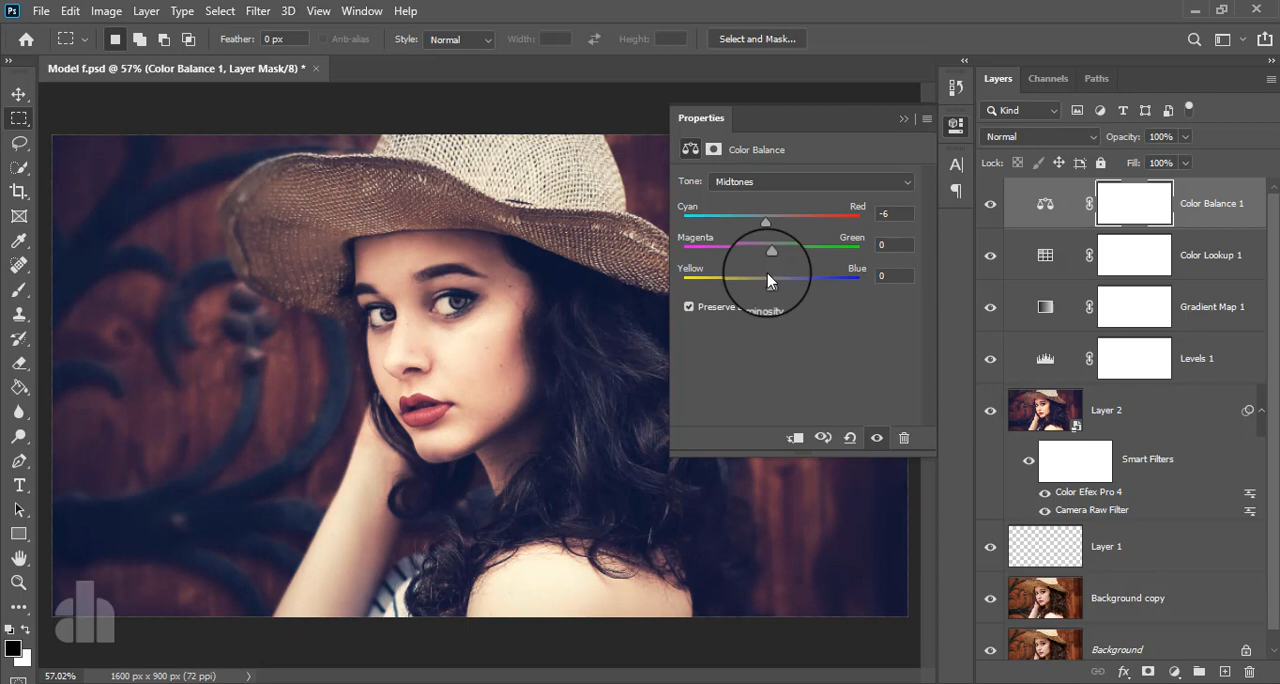 Ps File Edit Image Layer Type Select Filter 3D View Window Help
Feather: 0 px Anti-alias Style: Normal Width: Height: Select and Mask...
Model f.psd @ 57% (Color Balance 1, Layer Mask/8) * ×
Properties
Color Balance
Tone: Midtones
Cyan Red -6
Magenta Green 0
Yellow Blue 0
Preserve Luminosity
Layers Channels Paths
Kind
Normal Opacity: 100%
Lock: Fill: 100%
Color Balance 1
Color Lookup 1
Gradient Map 1
Levels 1
Layer 2
Smart Filters
Color Efex Pro 4
Camera Raw Filter
Layer 1
Background copy
Background
dh
57.02% 1600 px x 900 px (72 ppi)